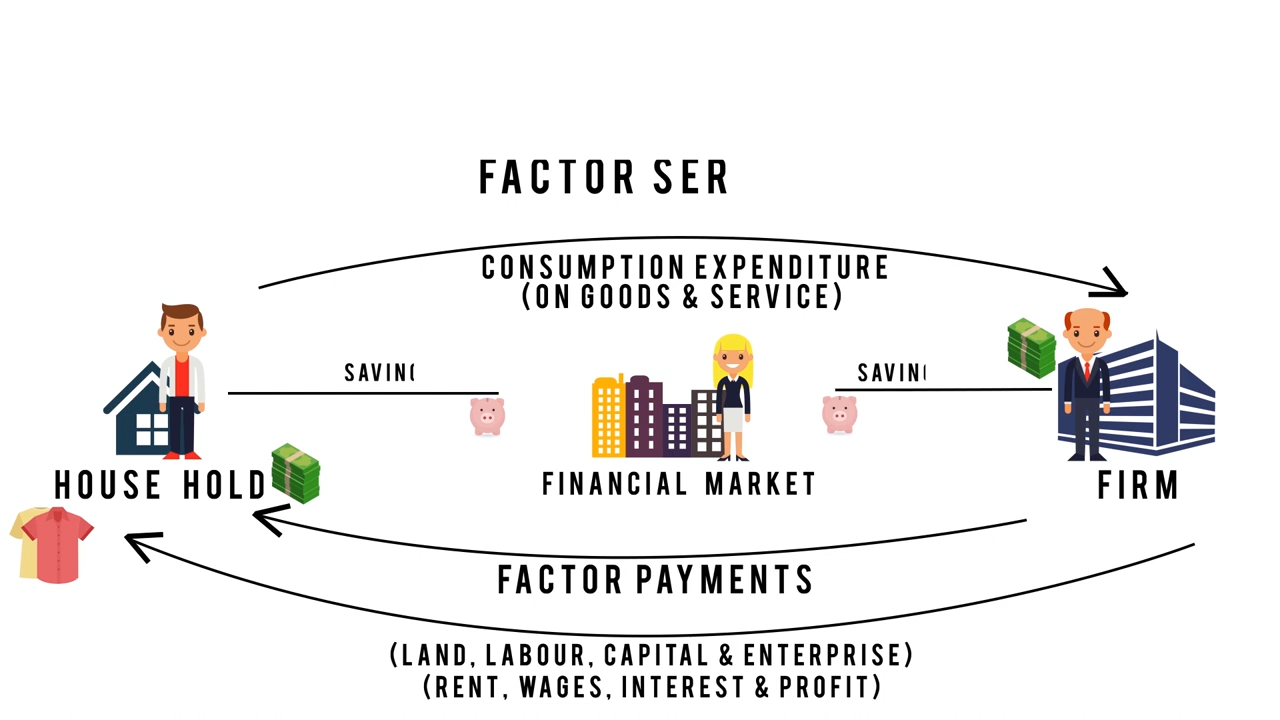 FACTOR SER
CONSUMPTION EXPENDITURE
(ON GOODS & SERVICE)
SAVIN
SAVIN
HOUSE HOLD
FINANCIAL MARKET
FIRM
FACTOR PAYMENTS
(LAND, LABOUR, CAPITAL & ENTERPRISE)
(RENT, WAGES, INTEREST & PROFIT)